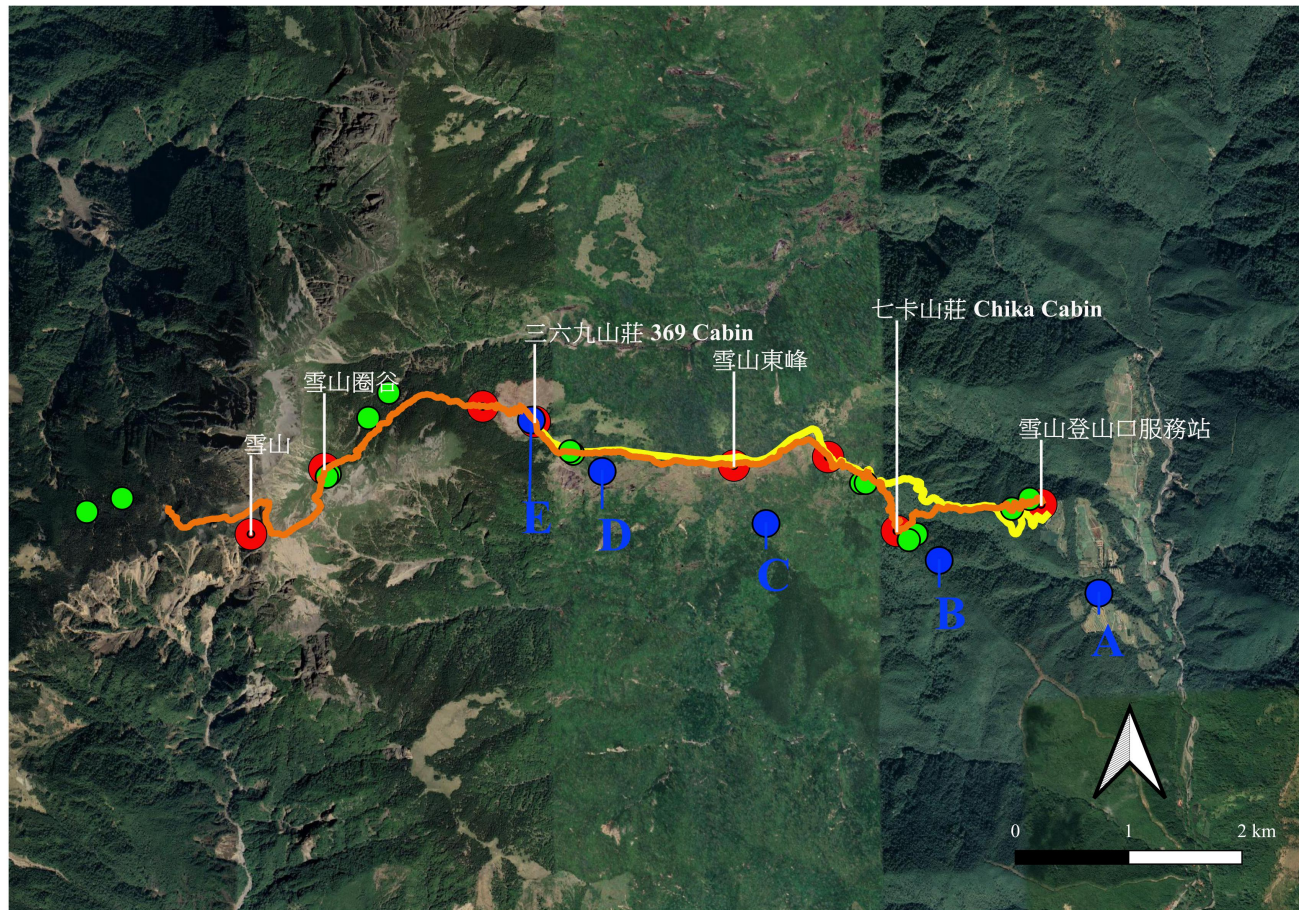 七卡山莊 Chika Cabin
三六九山莊 369 Cabin
雪山東峰
雪山圈谷
雪山登山口服務站
雪山
E
D
C
B
A
0 1 2 km